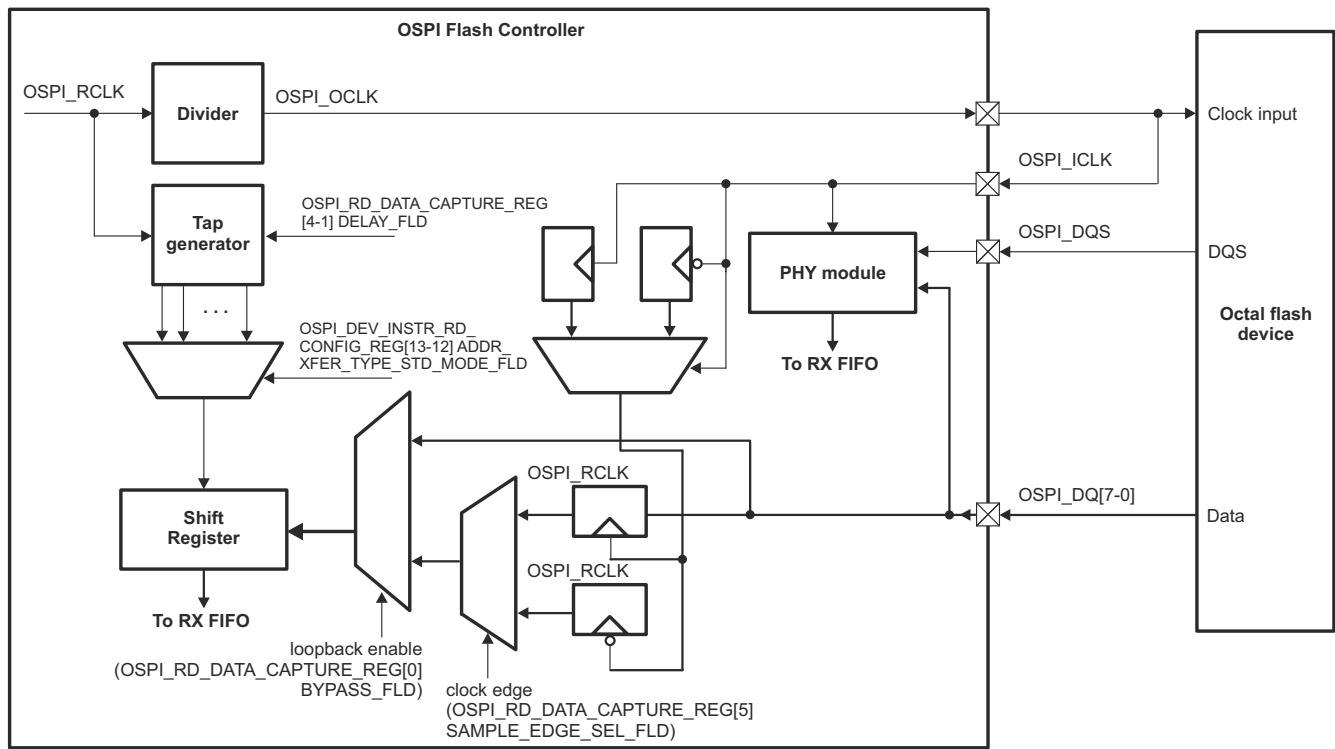 OSPI Flash Controller
OSPI_RCLK
Divider
OSPI_OCLK
Clock input
OSPI_ICLK
Tap
generator
OSPI_RD_DATA_CAPTURE_REG
[4-1] DELAY_FLD
OSPI_DQS
DQS
PHY module
. . .
Octal flash
device
OSPI_DEV_INSTR_RD_
CONFIG_REG[13-12] ADDR_
XFER_TYPE_STD_MODE_FLD
To RX FIFO
OSPI_RCLK
OSPI_DQ[7-0]
Data
Shift
Register
OSPI_RCLK
To RX FIFO
loopback enable
(OSPI_RD_DATA_CAPTURE_REG[0]
BYPASS_FLD)
clock edge
(OSPI_RD_DATA_CAPTURE_REG[5]
SAMPLE_EDGE_SEL_FLD)